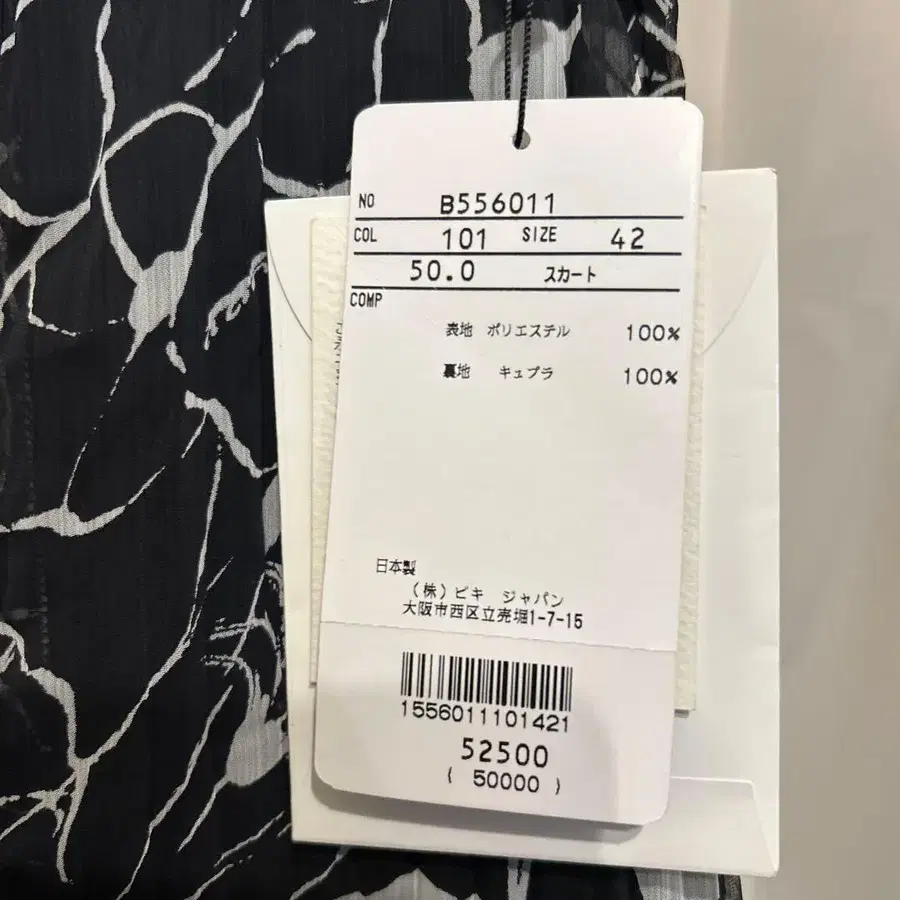 NO B556011
COL 101 SIZE 42
50.0 スカート
COMP
表地 ポリエステル 100%
裏地 キュプラ 100%
日本製
(株)ビキ ジャパン
大阪市西区立売堀1-7-15
1556011101421
52500
( 50000 )